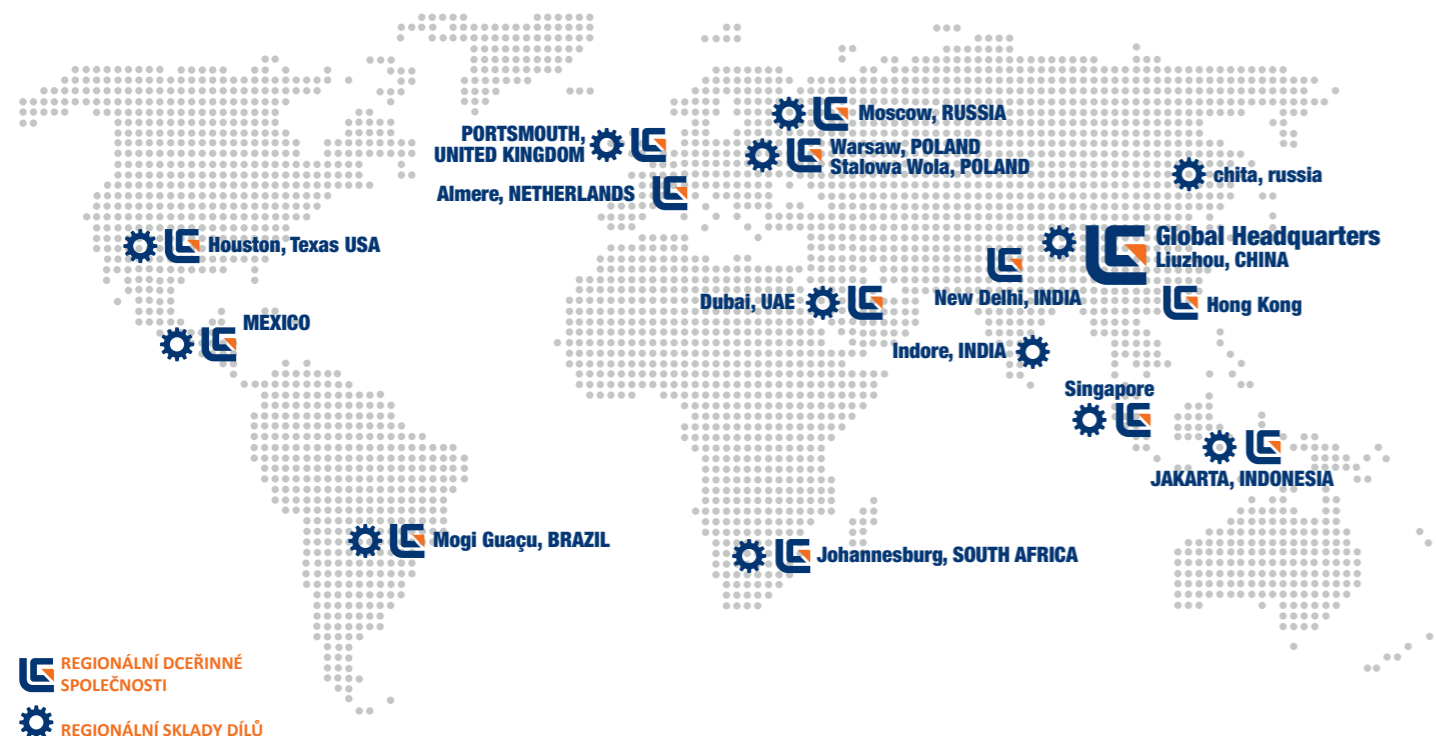 Moscow, RUSSIA
PORTSMOUTH,
UNITED KINGDOM
Warsaw, POLAND
Stalowa Wola, POLAND
chita, russia
Almere, NETHERLANDS
Houston, Texas USA
Global Headquarters
Liuzhou, CHINA
Dubai, UAE
New Delhi, INDIA
Hong Kong
MEXICO
Indore, INDIA
Singapore
JAKARTA, INDONESIA
Mogi Guaçu, BRAZIL
Johannesburg, SOUTH AFRICA
REGIONÁLNÍ DCEŘINNÉ
SPOLEČNOSTI
REGIONÁLNÍ SKLADY DÍLŮ